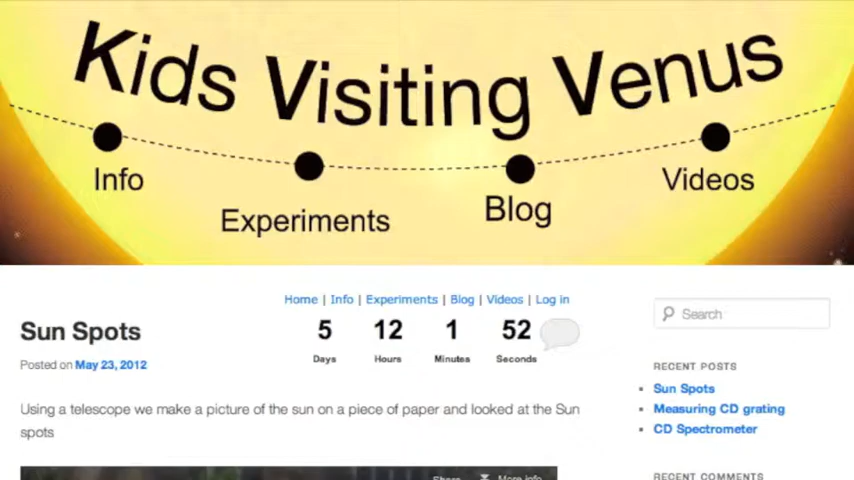 Kids Visiting Venus
Info
Experiments
Blog
Videos
Home | Info | Experiments | Blog | Videos | Log in
Sun Spots
5 12 1 52
Days Hours Minutes Seconds
Posted on May 23, 2012
Using a telescope we make a picture of the sun on a piece of paper and looked at the Sun
spots
Share More info
Search
RECENT POSTS
Sun Spots
Measuring CD grating
CD Spectrometer
RECENT COMMENTS